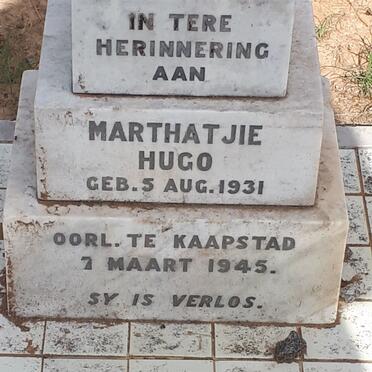 IN TERE
HERINNERING
AAN
MARTHATJIE
HUGO
GEB. 5 AUG. 1931
OORL. TE KAAPSTAD
7 MAART 1945.
SY IS VERLOS.